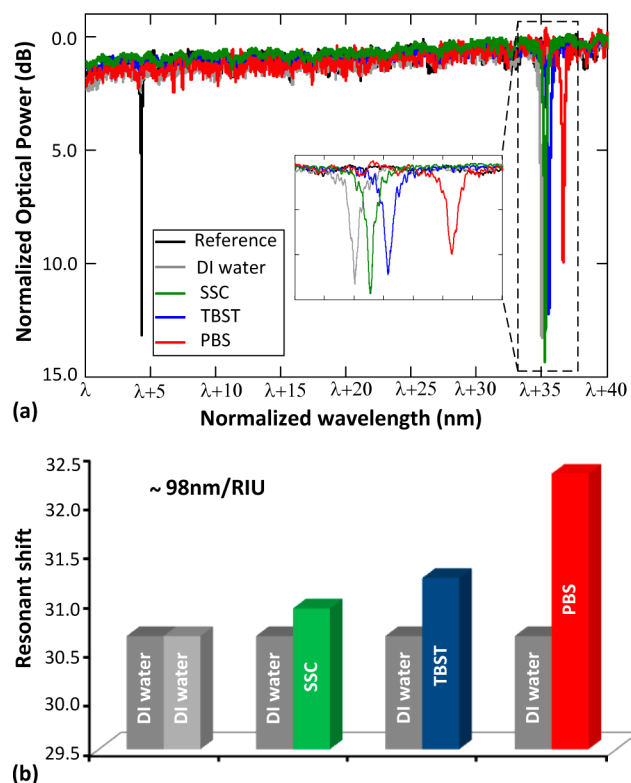 0.0
5.0
10.0
15.0
Normalized Optical Power (dB)
Reference
DI water
SSC
TBST
PBS
λ
λ+5
λ+10
λ+15
λ+20
λ+25
λ+30
λ+35
λ+40
Normalized wavelength (nm)
(a)
32.5
32.0
31.5
31.0
30.5
30.0
29.5
Resonant shift
~ 98nm/RIU
DI water
DI water
DI water
SSC
DI water
TBST
DI water
PBS
(b)